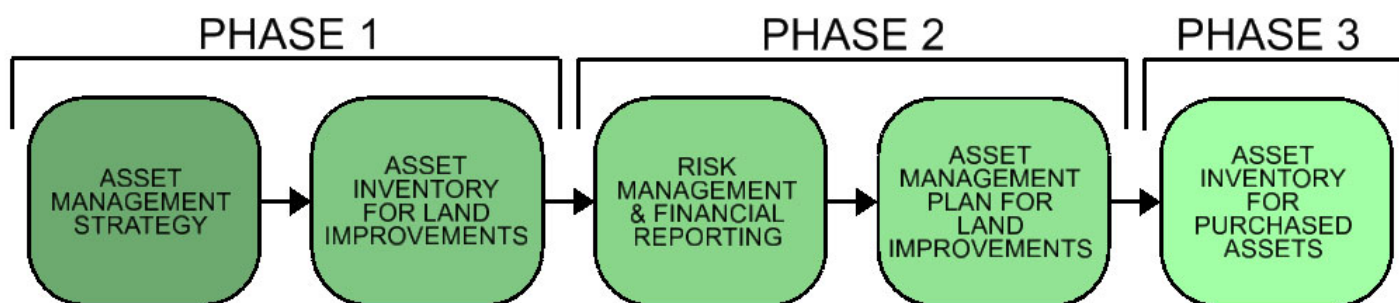 PHASE 1
PHASE 2
PHASE 3
ASSET
MANAGEMENT
STRATEGY
ASSET
INVENTORY
FOR LAND
IMPROVEMENTS
RISK
MANAGEMENT
& FINANCIAL
REPORTING
ASSET
MANAGEMENT
PLAN FOR
LAND
IMPROVEMENTS
ASSET
INVENTORY
FOR
PURCHASED
ASSETS